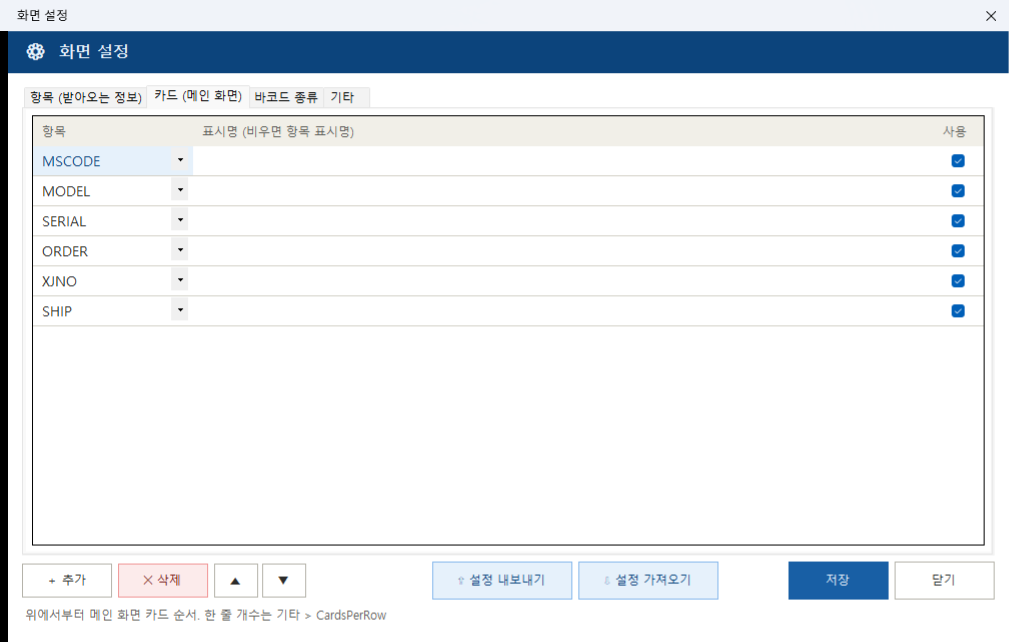 화면 설정
화면 설정
항목 (받아오는 정보) 카드 (메인 화면) 바코드 종류 기타
항목 표시명 (비우면 항목 표시명) 사용
MSCODE
MODEL
SERIAL
ORDER
XJNO
SHIP
+ 추가 × 삭제 ▲ ▼ ⇧ 설정 내보내기 ⇩ 설정 가져오기 저장 닫기
위에서부터 메인 화면 카드 순서. 한 줄 개수는 기타 > CardsPerRow